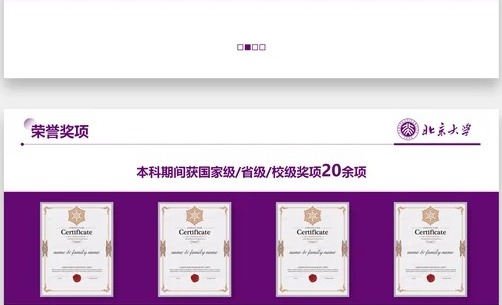 荣誉奖项
北京大学
本科期间获国家级/省级/校级奖项20余项
Certificate
name & family name
Certificate
name & family name
Certificate
name & family name
Certificate
name & family name